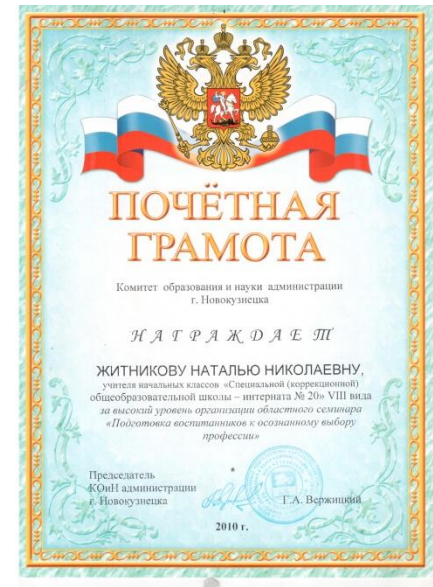 ПОЧЁТНАЯ
ГРАМОТА
Комитет образования и науки администрации
г. Новокузнецка
НАГРАЖДАЕТ
ЖИТНИКОВУ НАТАЛЬЮ НИКОЛАЕВНУ,
учителя начальных классов «Специальной (коррекционной)
общеобразовательной школы – интерната № 20» VIII вида
за высокий уровень организации областного семинара
«Подготовка воспитанников к осознанному выбору
профессии»
Председатель
КОиН администрации
г. Новокузнецка
Г.А. Вержицкий
2010 г.